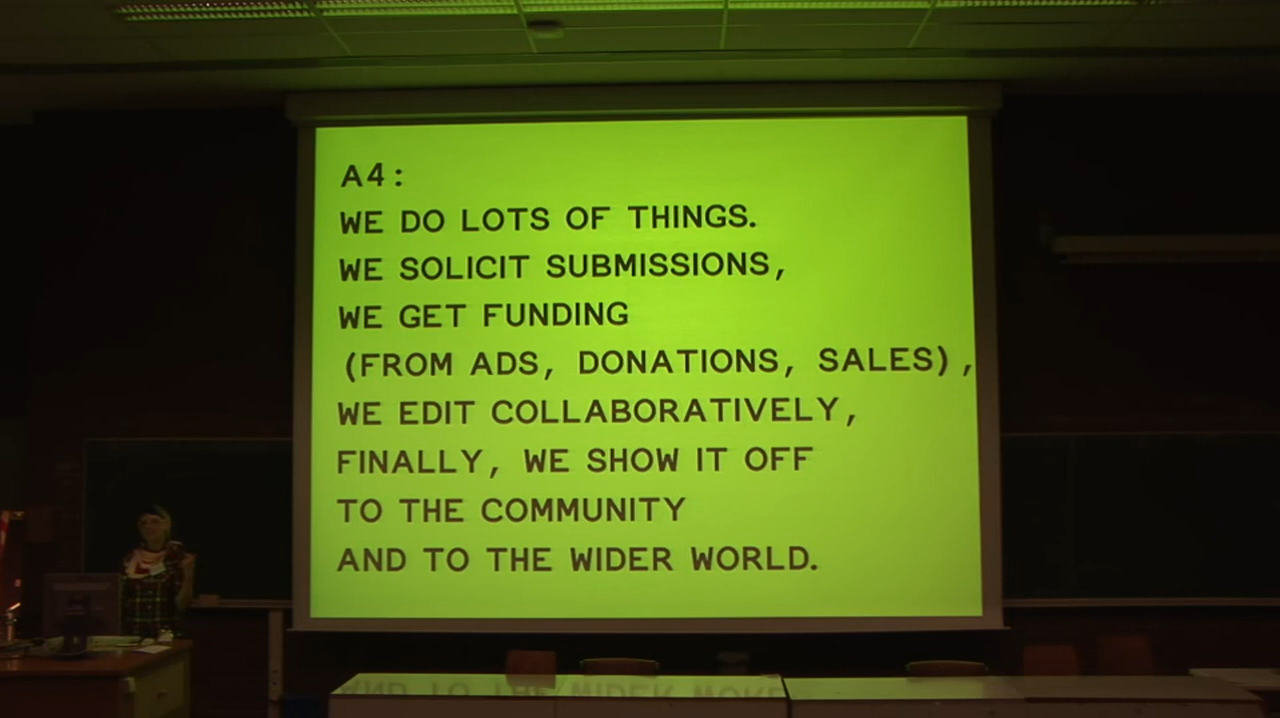 A4:
WE DO LOTS OF THINGS.
WE SOLICIT SUBMISSIONS,
WE GET FUNDING
(FROM ADS, DONATIONS, SALES),
WE EDIT COLLABORATIVELY,
FINALLY, WE SHOW IT OFF
TO THE COMMUNITY
AND TO THE WIDER WORLD.